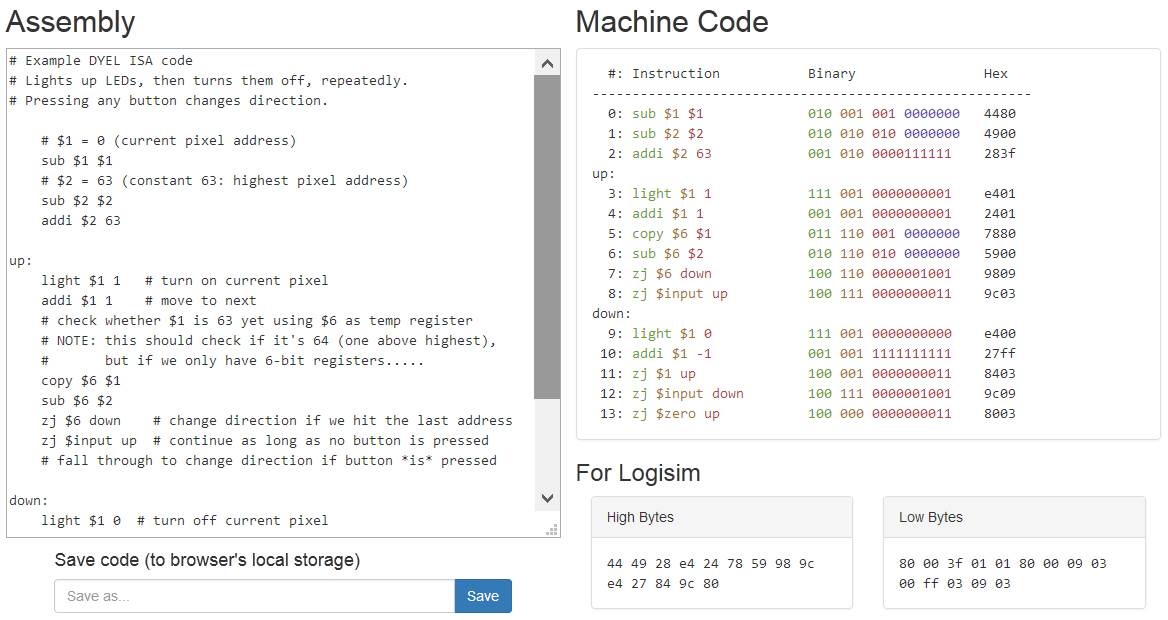 Assembly
# Example DYEL ISA code
# Lights up LEDs, then turns them off, repeatedly.
# Pressing any button changes direction.
    # $1 = 0 (current pixel address)
    sub $1 $1
    # $2 = 63 (constant 63: highest pixel address)
    sub $2 $2
    addi $2 63
up:
    light $1 1   # turn on current pixel
    addi $1 1    # move to next
    # check whether $1 is 63 yet using $6 as temp register
    # NOTE: this should check if it's 64 (one above highest),
    #       but if we only have 6-bit registers.....
    copy $6 $1
    sub $6 $2
    zj $6 down    # change direction if we hit the last address
    zj $input up  # continue as long as no button is pressed
    # fall through to change direction if button *is* pressed
down:
    light $1 0  # turn off current pixel
Save code (to browser's local storage)
Save as...
Save
Machine Code
#: Instruction           Binary                Hex
-------------------------------------------------------
  0: sub $1 $1             010 001 001 0000000   4480
  1: sub $2 $2             010 010 010 0000000   4900
  2: addi $2 63            001 010 0000111111    283f
up:
  3: light $1 1            111 001 0000000001    e401
  4: addi $1 1             001 001 0000000001    2401
  5: copy $6 $1            011 110 001 0000000   7880
  6: sub $6 $2             010 110 010 0000000   5900
  7: zj $6 down            100 110 0000001001    9809
  8: zj $input up          100 111 0000000011    9c03
down:
  9: light $1 0            111 001 0000000000    e400
 10: addi $1 -1            001 001 1111111111    27ff
 11: zj $1 up              100 001 0000000011    8403
 12: zj $input down        100 111 0000001001    9c09
 13: zj $zero up           100 000 0000000011    8003
For Logisim
High Bytes
44 49 28 e4 24 78 59 98 9c
e4 27 84 9c 80
Low Bytes
80 00 3f 01 01 80 00 09 03
00 ff 03 09 03